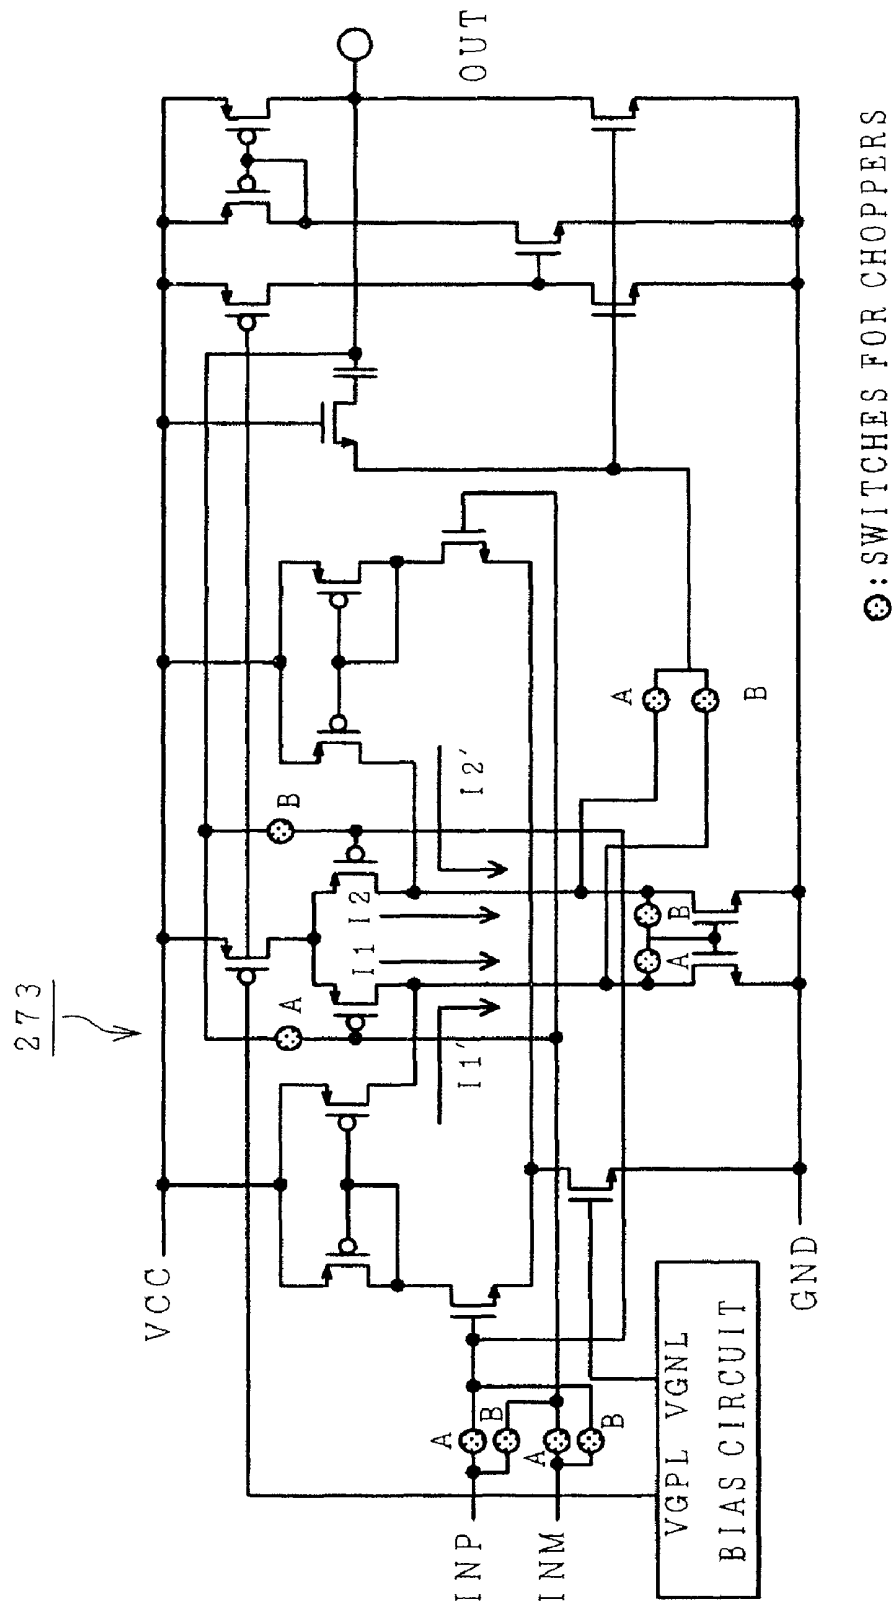 273
VCC
OUT
A
B
I1'
I1
I2
I2'
A
B
A
B
INP
A
B
INM
A
B
VGPL VGNL
BIAS CIRCUIT
GND
: SWITCHES FOR CHOPPERS